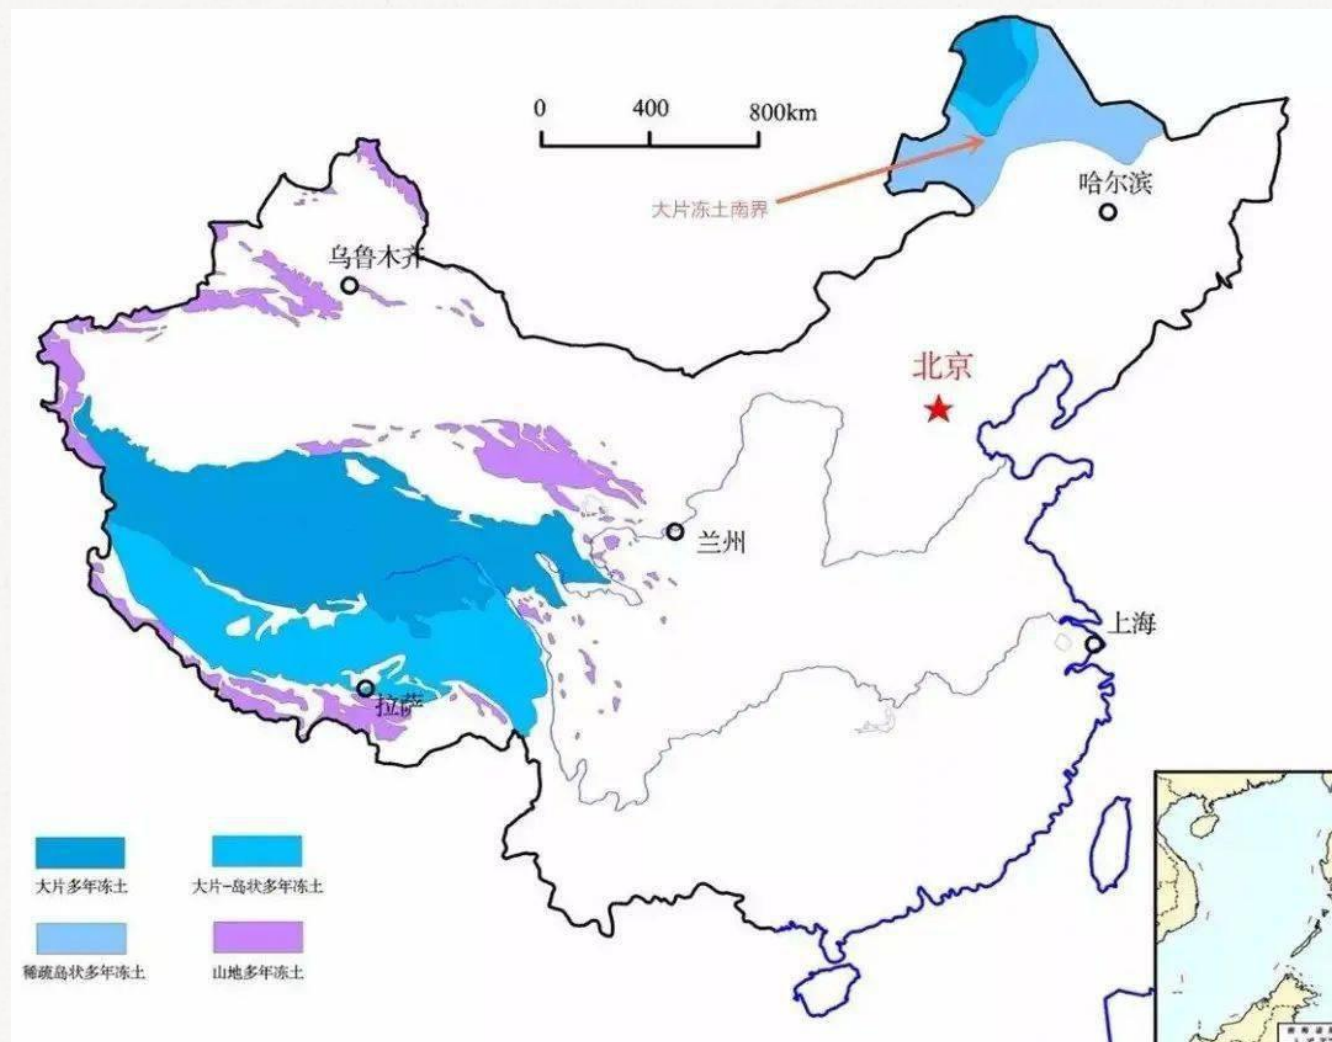 0 400 800km
哈尔滨
大片冻土南界
乌鲁木齐
北京
兰州
上海
拉萨
大片多年冻土
大片-岛状多年冻土
稀疏岛状多年冻土
山地多年冻土